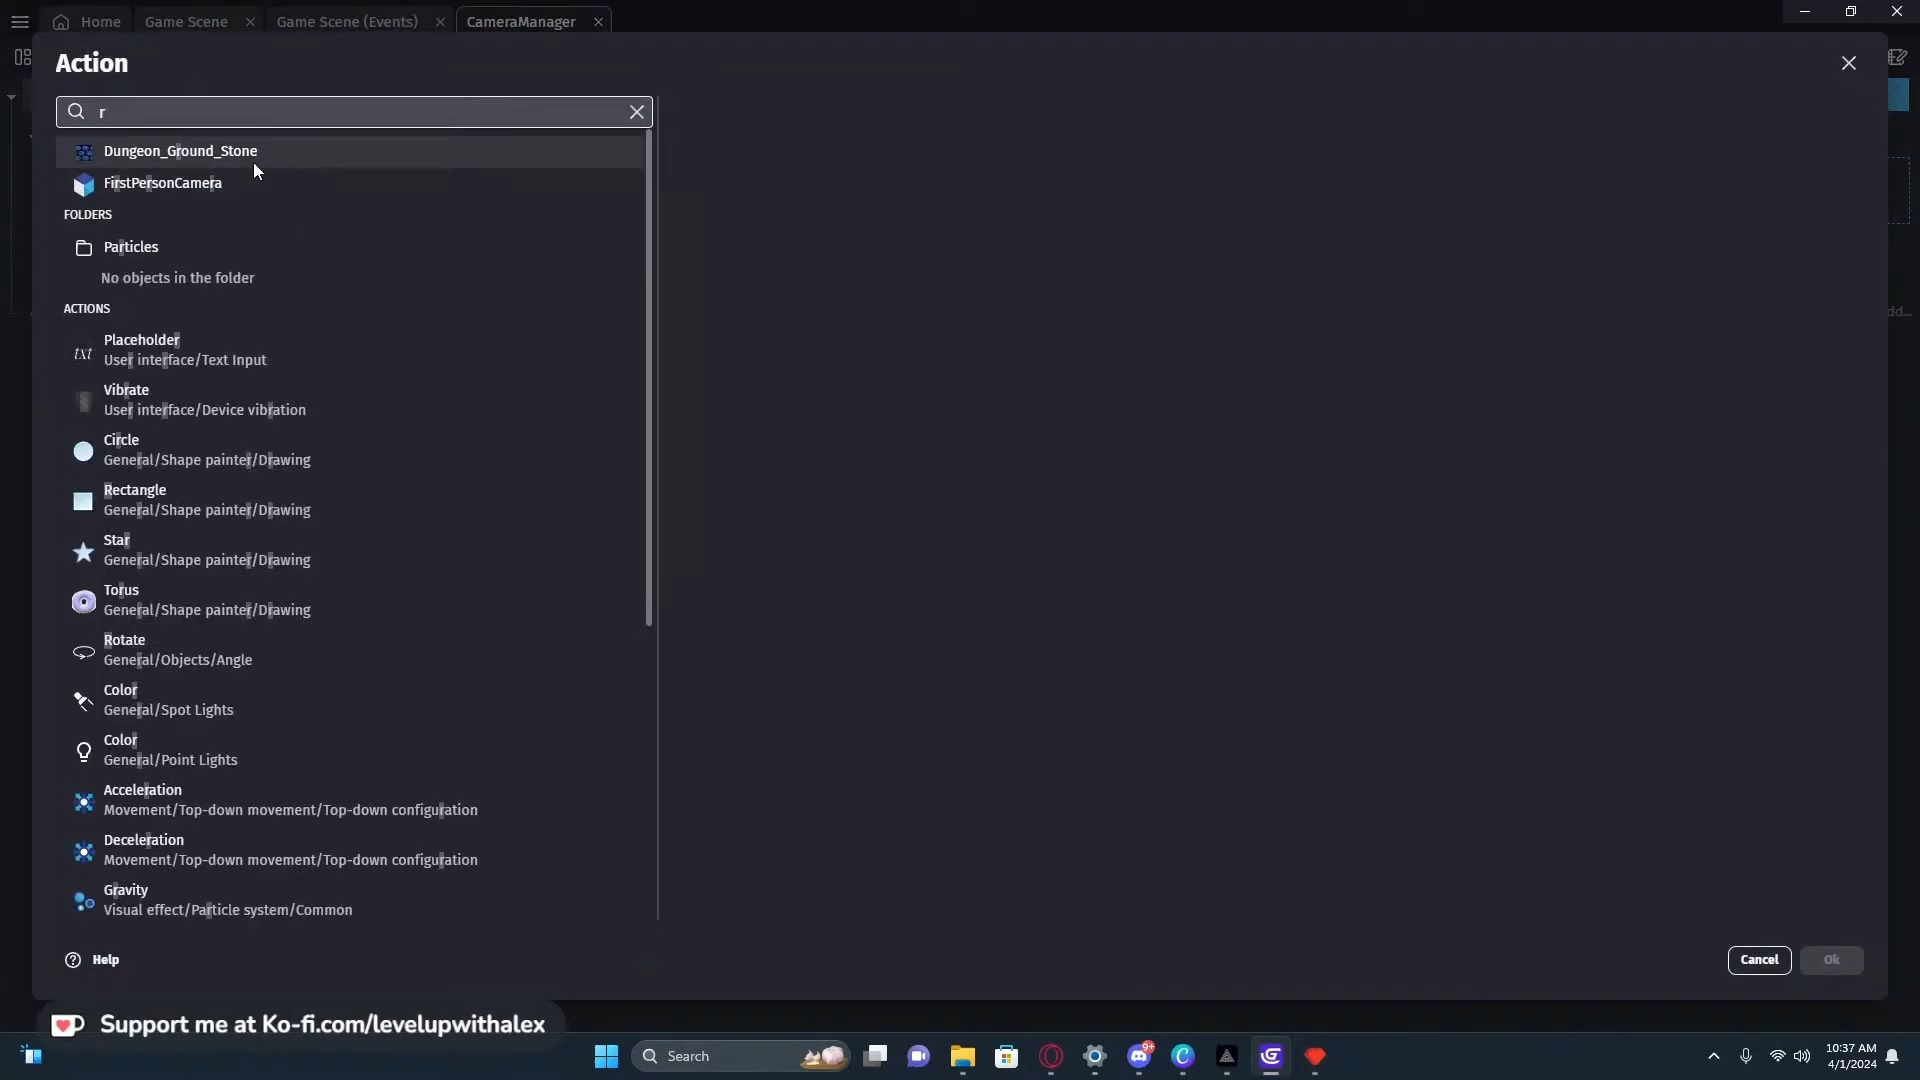 Home
Game Scene
Game Scene (Events)
CameraManager
Action
r
Dungeon_Ground_Stone
FirstPersonCamera
FOLDERS
Particles
No objects in the folder
ACTIONS
Placeholder
User interface/Text Input
Vibrate
User interface/Device vibration
Circle
General/Shape painter/Drawing
Rectangle
General/Shape painter/Drawing
Star
General/Shape painter/Drawing
Torus
General/Shape painter/Drawing
Rotate
General/Objects/Angle
Color
General/Spot Lights
Color
General/Point Lights
Acceleration
Movement/Top-down movement/Top-down configuration
Deceleration
Movement/Top-down movement/Top-down configuration
Gravity
Visual effect/Particle system/Common
Help
Cancel
Ok
Support me at Ko-fi.com/levelupwithalex
Search
9+
10:37 AM
4/1/2024